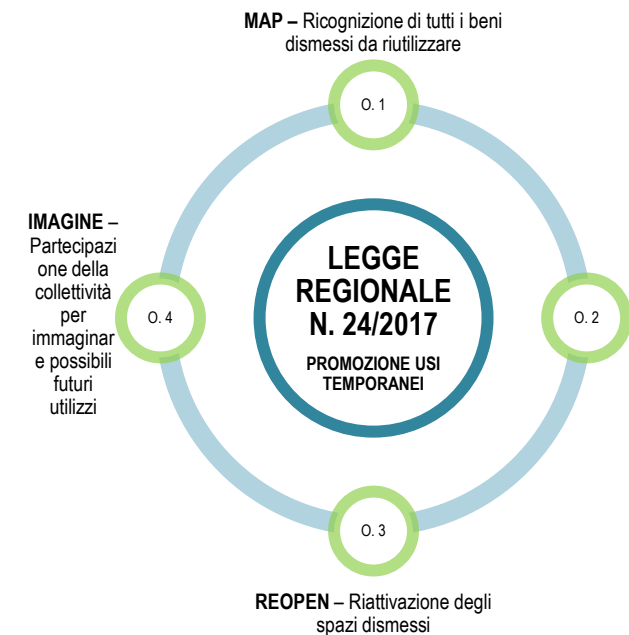 MAP – Ricognizione di tutti i beni
dismessi da riutilizzare
O. 1
IMAGINE –
Partecipazi
one della
collettività
per
immaginar
e possibili
futuri
utilizzi
O. 4
LEGGE
REGIONALE
N. 24/2017
PROMOZIONE USI
TEMPORANEI
O. 2
O. 3
REOPEN – Riattivazione degli
spazi dismessi